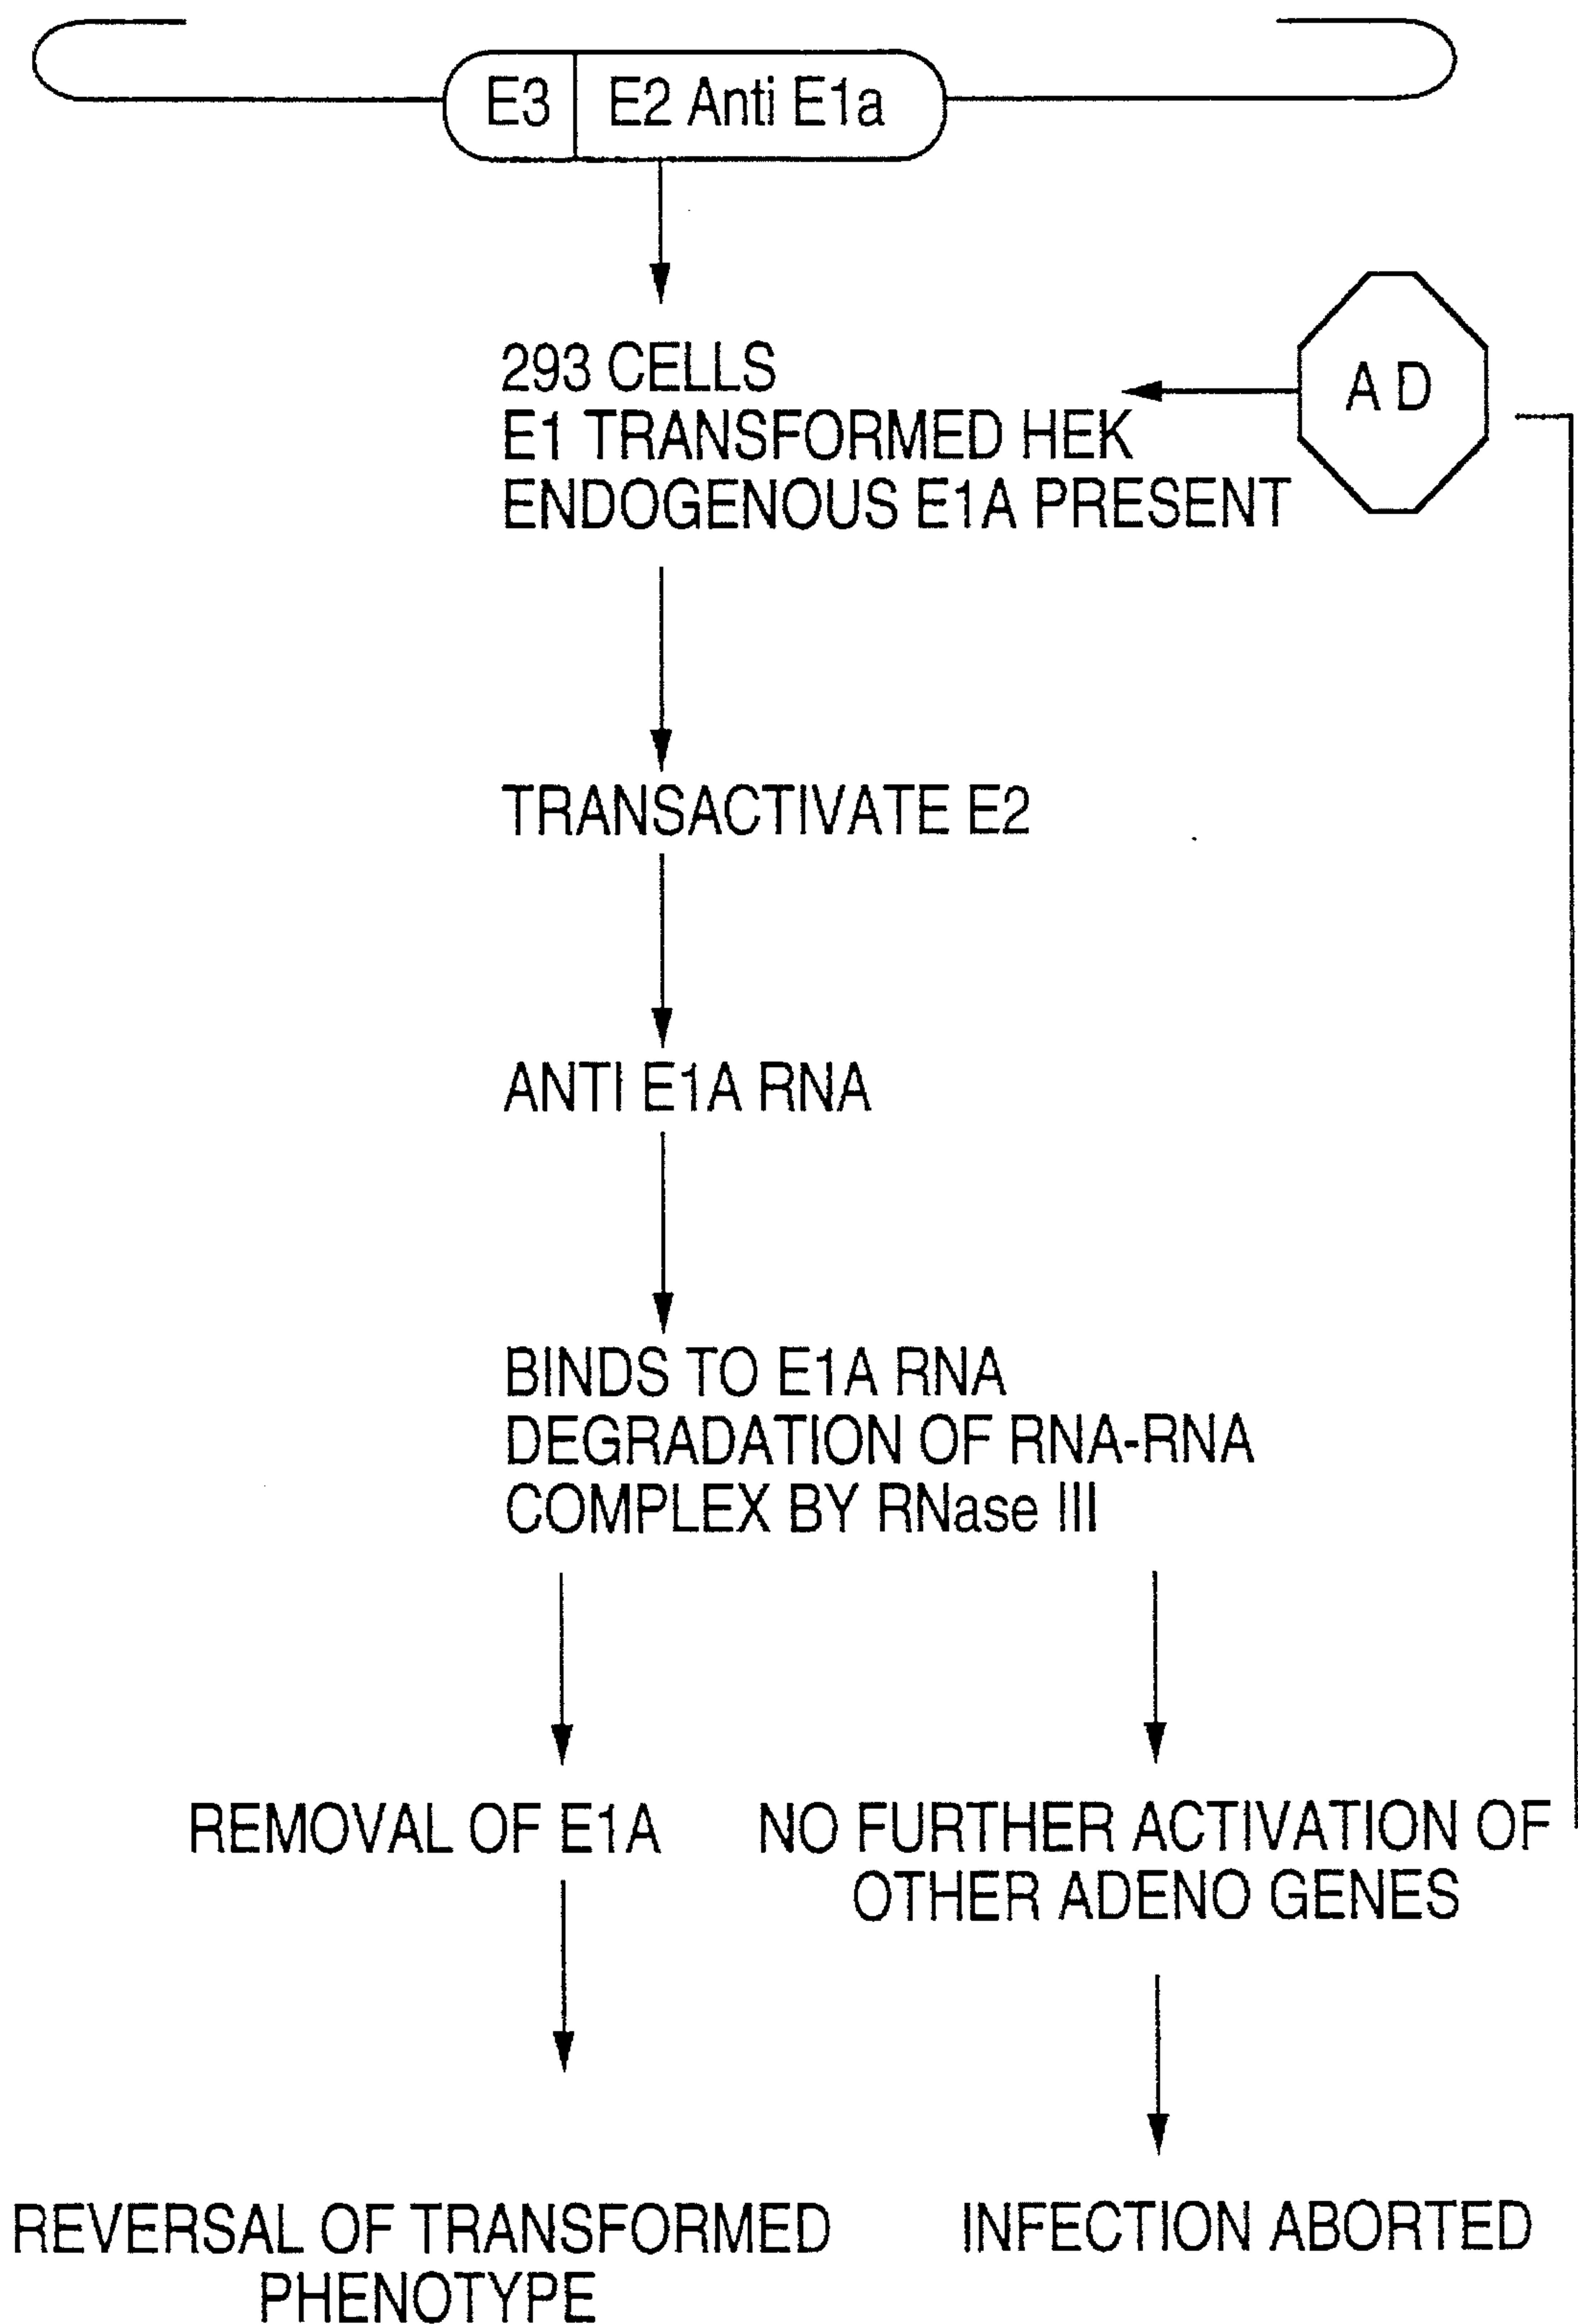 E3 E2 Anti E1a
293 CELLS
E1 TRANSFORMED HEK
ENDOGENOUS E1A PRESENT
A D
TRANSACTIVATE E2
ANTI E1A RNA
BINDS TO E1A RNA
DEGRADATION OF RNA-RNA
COMPLEX BY RNase III
REMOVAL OF E1A
NO FURTHER ACTIVATION OF
OTHER ADENO GENES
REVERSAL OF TRANSFORMED
PHENOTYPE
INFECTION ABORTED